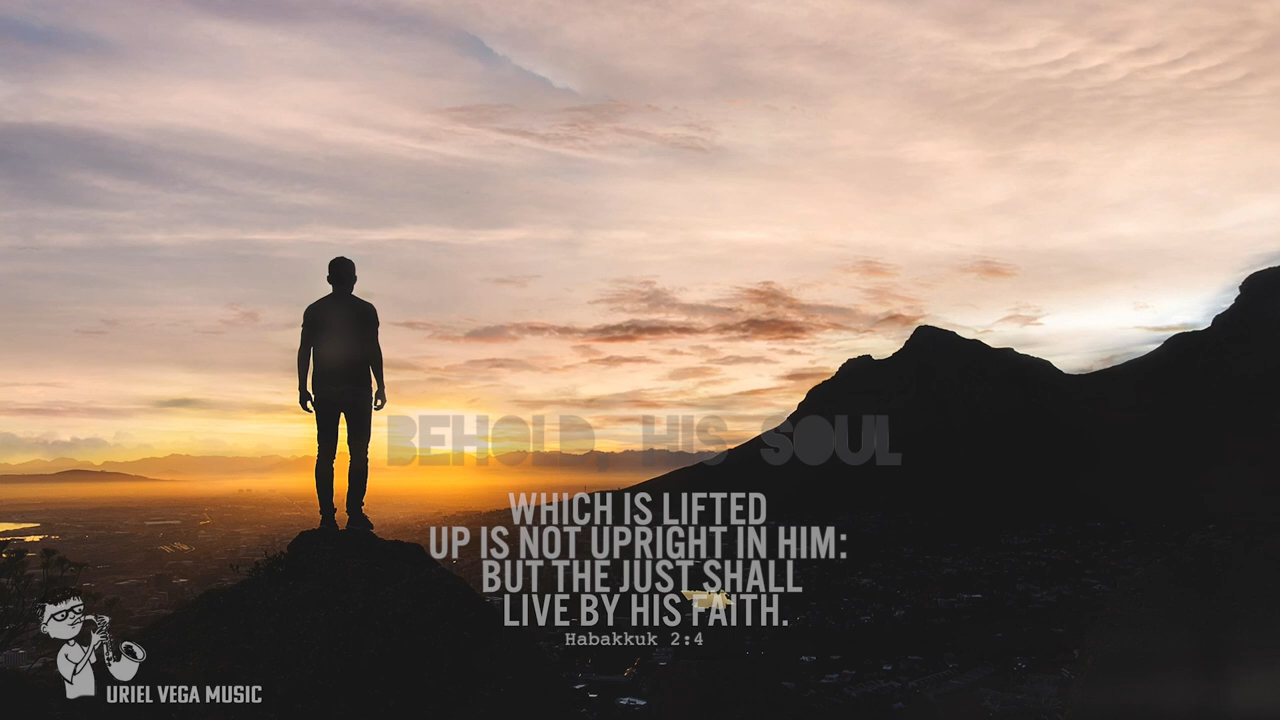 BEHOLD, HIS SOUL
WHICH IS LIFTED
UP IS NOT UPRIGHT IN HIM:
BUT THE JUST SHALL
LIVE BY HIS FAITH.
Habakkuk 2:4
URIEL VEGA MUSIC